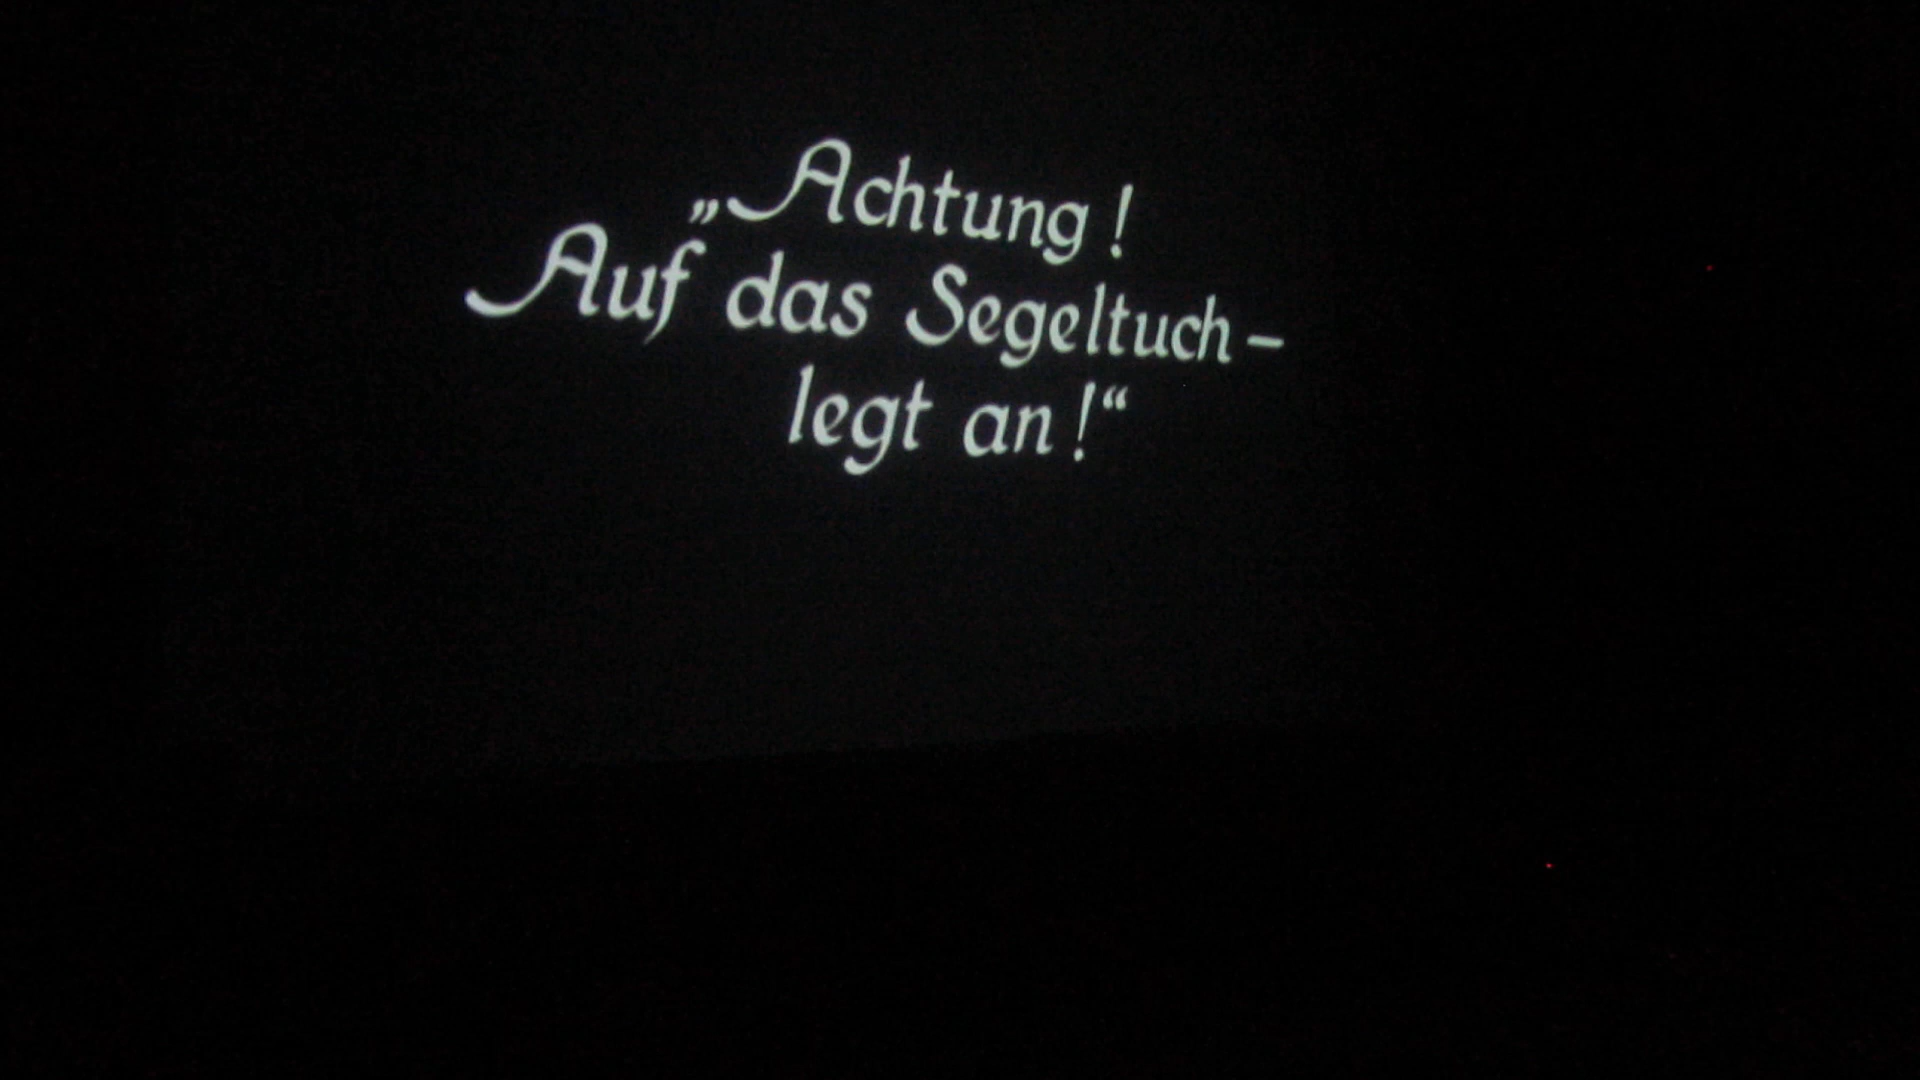 „Achtung!
Auf das Segeltuch –
legt an!“